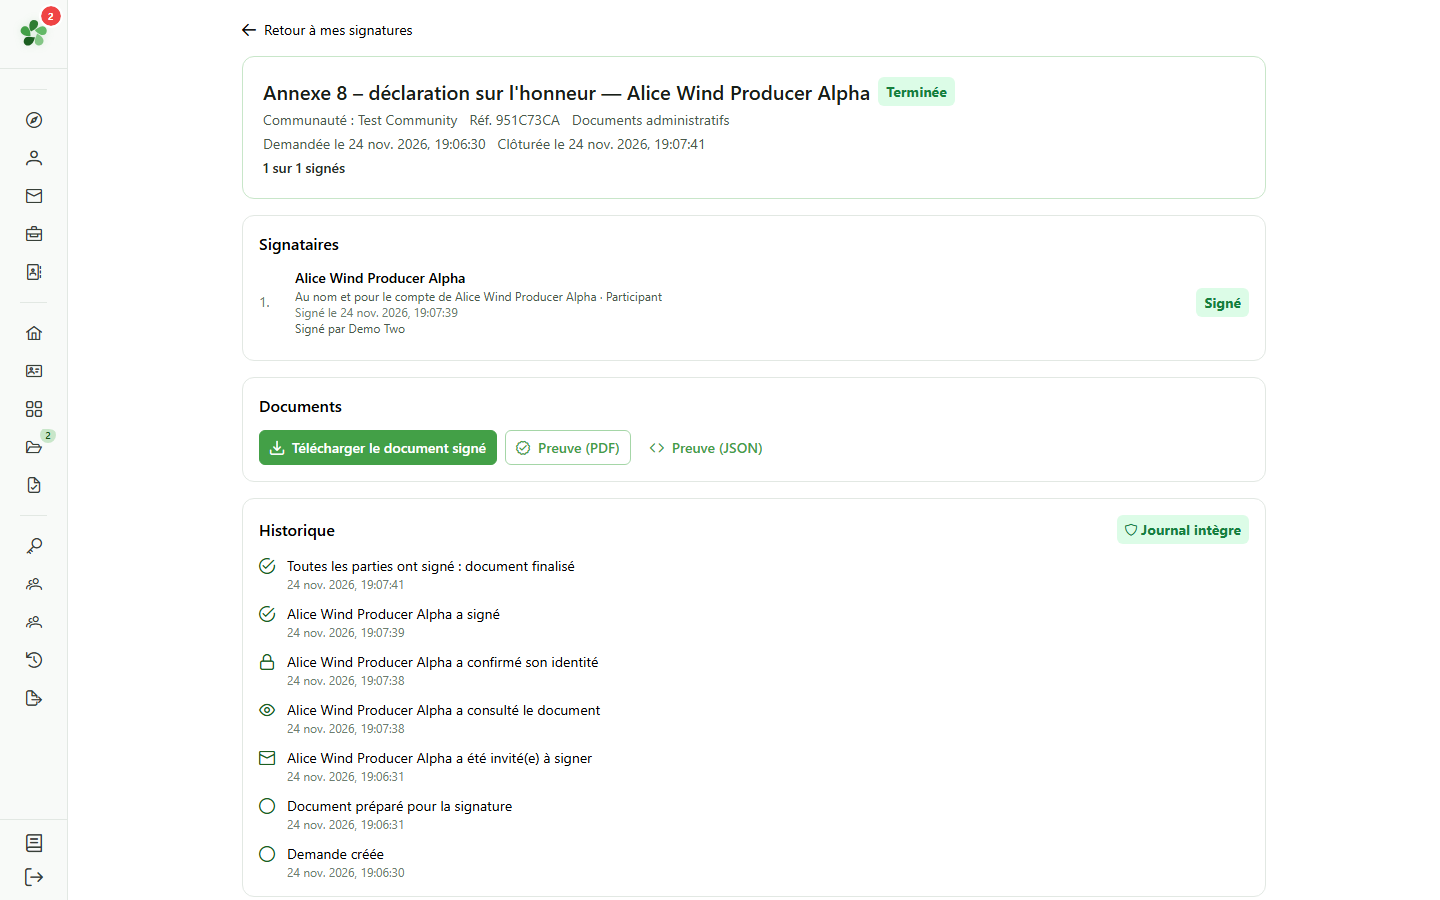 2
Retour à mes signatures
Annexe 8 – déclaration sur l'honneur — Alice Wind Producer Alpha Terminée
Communauté : Test Community Réf. 951C73CA Documents administratifs
Demandée le 24 nov. 2026, 19:06:30 Clôturée le 24 nov. 2026, 19:07:41
1 sur 1 signés
Signataires
1.
Alice Wind Producer Alpha
Au nom et pour le compte de Alice Wind Producer Alpha · Participant
Signé le 24 nov. 2026, 19:07:39
Signé par Demo Two
Signé
Documents
Télécharger le document signé Preuve (PDF) Preuve (JSON)
2
Historique Journal intègre
Toutes les parties ont signé : document finalisé
24 nov. 2026, 19:07:41
Alice Wind Producer Alpha a signé
24 nov. 2026, 19:07:39
Alice Wind Producer Alpha a confirmé son identité
24 nov. 2026, 19:07:38
Alice Wind Producer Alpha a consulté le document
24 nov. 2026, 19:07:38
Alice Wind Producer Alpha a été invité(e) à signer
24 nov. 2026, 19:06:31
Document préparé pour la signature
24 nov. 2026, 19:06:31
Demande créée
24 nov. 2026, 19:06:30